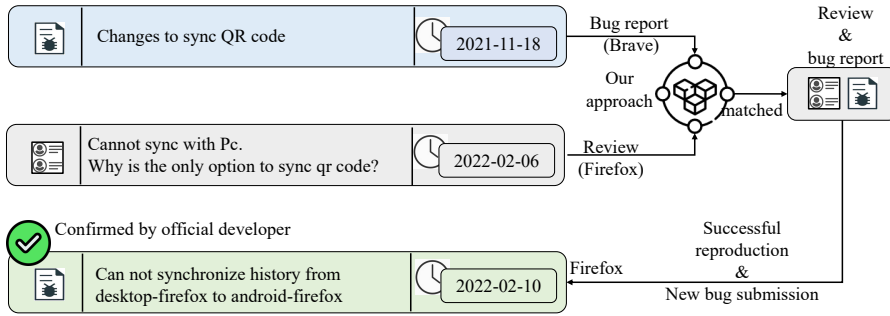 Changes to sync QR code
2021-11-18
Bug report
(Brave)
Our
approach
matched
Review
&
bug report
Cannot sync with Pc.
Why is the only option to sync qr code?
2022-02-06
Review
(Firefox)
Confirmed by official developer
Can not synchronize history from
desktop-firefox to android-firefox
2022-02-10
Firefox
Successful
reproduction
&
New bug submission